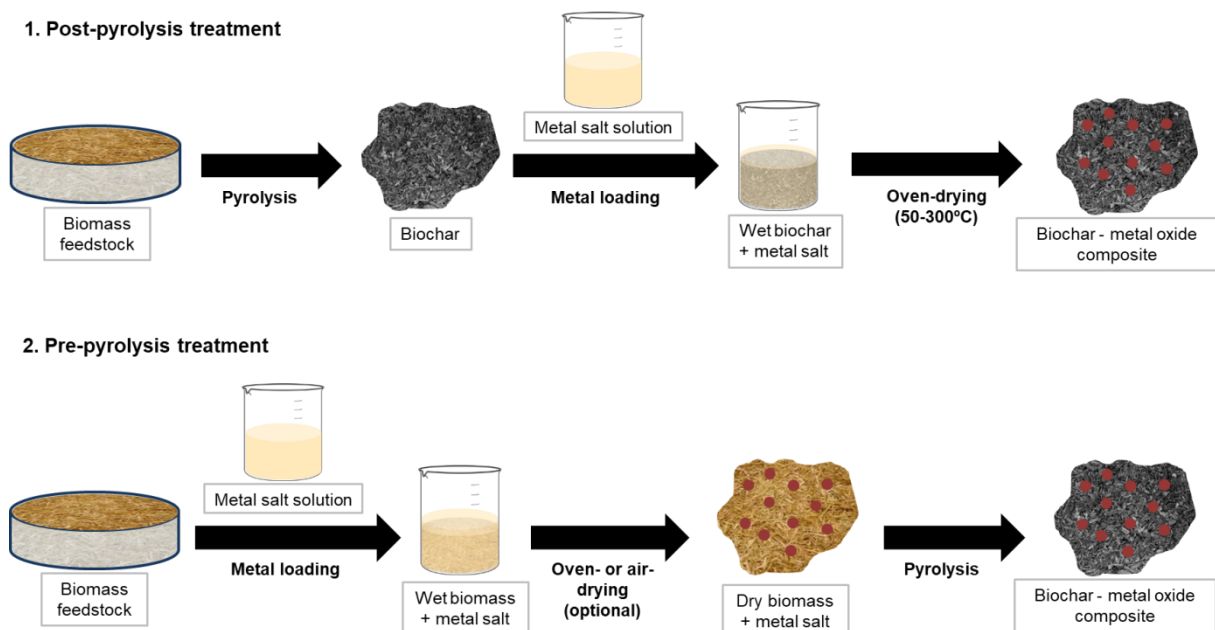 1. Post-pyrolysis treatment
Metal salt solution
Biomass
feedstock
Pyrolysis
Biochar
Metal loading
Wet biochar
+ metal salt
Oven-drying
(50-300ºC)
Biochar - metal oxide
composite
2. Pre-pyrolysis treatment
Metal salt solution
Biomass
feedstock
Metal loading
Wet biomass
+ metal salt
Oven- or air-
drying
(optional)
Dry biomass
+ metal salt
Pyrolysis
Biochar - metal oxide
composite